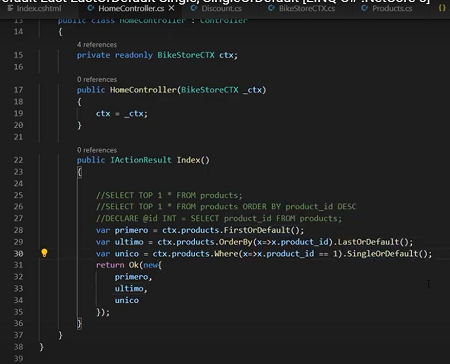 LastOrDefault Single, SingleOrDefault [LINQ C# .NetCore 6]
Index.cshtml HomeController.cs X Discount.cs BikeStoreCTX.cs Products.cs {}
13 public class HomeController : Controller
14 {
4 references
15 private readonly BikeStoreCTX ctx;
16
0 references
17 public HomeController(BikeStoreCTX _ctx)
18 {
19 ctx = _ctx;
20 }
21
0 references
22 public IActionResult Index()
23 {
24
25 //SELECT TOP 1 * FROM products;
26 //SELECT TOP 1 * FROM products ORDER BY product_id DESC
27 //DECLARE @id INT = SELECT product_id FROM products;
28 var primero = ctx.products.FirstOrDefault();
29 var ultimo = ctx.products.OrderBy(x=>x.product_id).LastOrDefault();
30 var unico = ctx.products.Where(x=>x.product_id == 1).SingleOrDefault();
31 return Ok(new{
32 primero,
33 ultimo,
34 unico
35 });
36 }
37 }
38 }
39